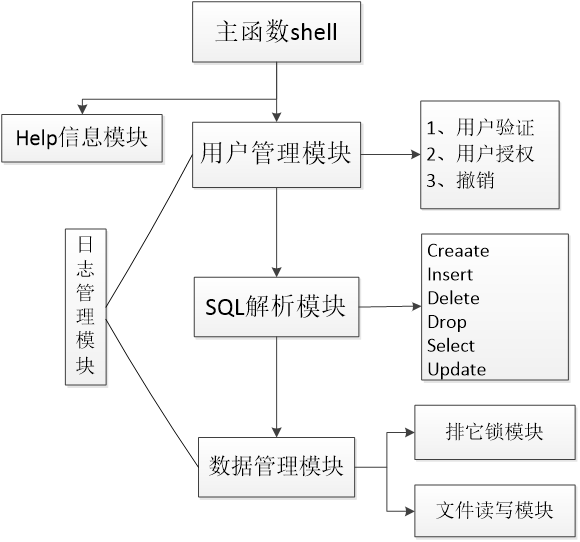 主函数shell
Help信息模块
用户管理模块
1、用户验证
2、用户授权
3、撤销
日
志
管
理
模
块
SQL解析模块
Creaate
Insert
Delete
Drop
Select
Update
数据管理模块
排它锁模块
文件读写模块